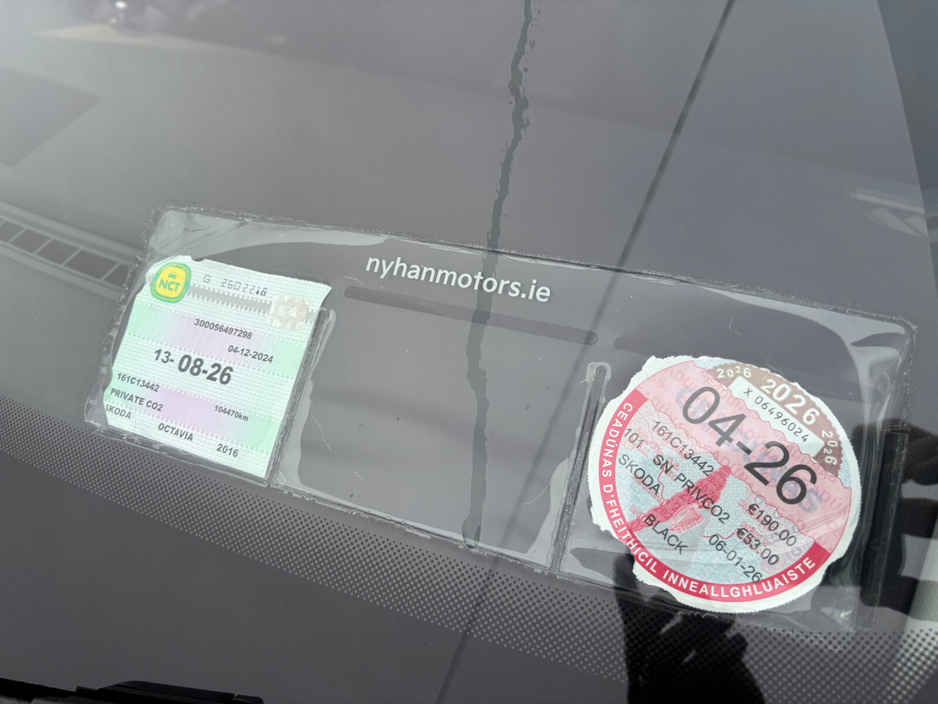 nyhanmotors.ie
NCT
G 2602218
300056497298
04-12-2024
13-08-26
161C13442
104470km
PRIVATE CO2
SKODA
OCTAVIA
2016
2026 2026 2026
X 06496024
04-26
161C13442
101 SN PRIVCO2 €190.00
SKODA €53.00
BLACK 06-01-26
CEADÚNAS D'FHEITHICIL INNEALLGHLUAISTE